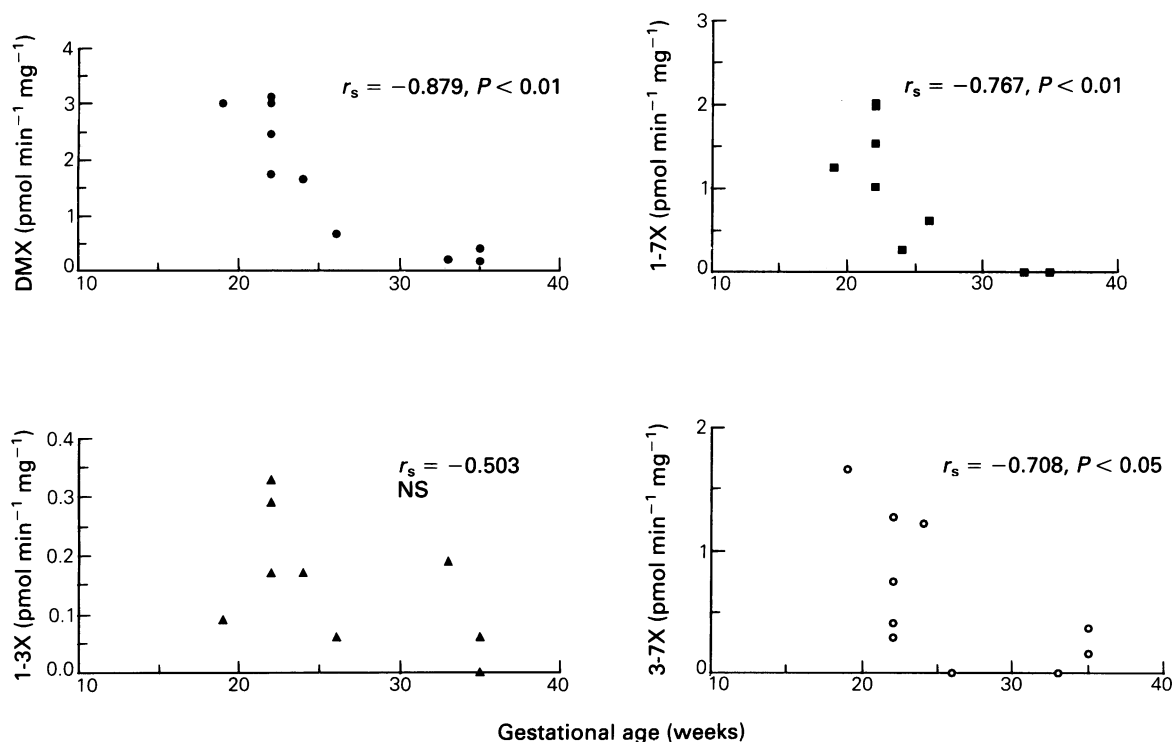 DMX (pmol min⁻¹ mg⁻¹)
4
3
2
1
0
10 20 30 40
rₛ = −0.879, P < 0.01
1-7X (pmol min⁻¹ mg⁻¹)
3
2
1
0
10 20 30 40
rₛ = −0.767, P < 0.01
1-3X (pmol min⁻¹ mg⁻¹)
0.4
0.3
0.2
0.1
0.0
10 20 30 40
rₛ = −0.503
NS
3-7X (pmol min⁻¹ mg⁻¹)
2
1
0
10 20 30 40
rₛ = −0.708, P < 0.05
Gestational age (weeks)